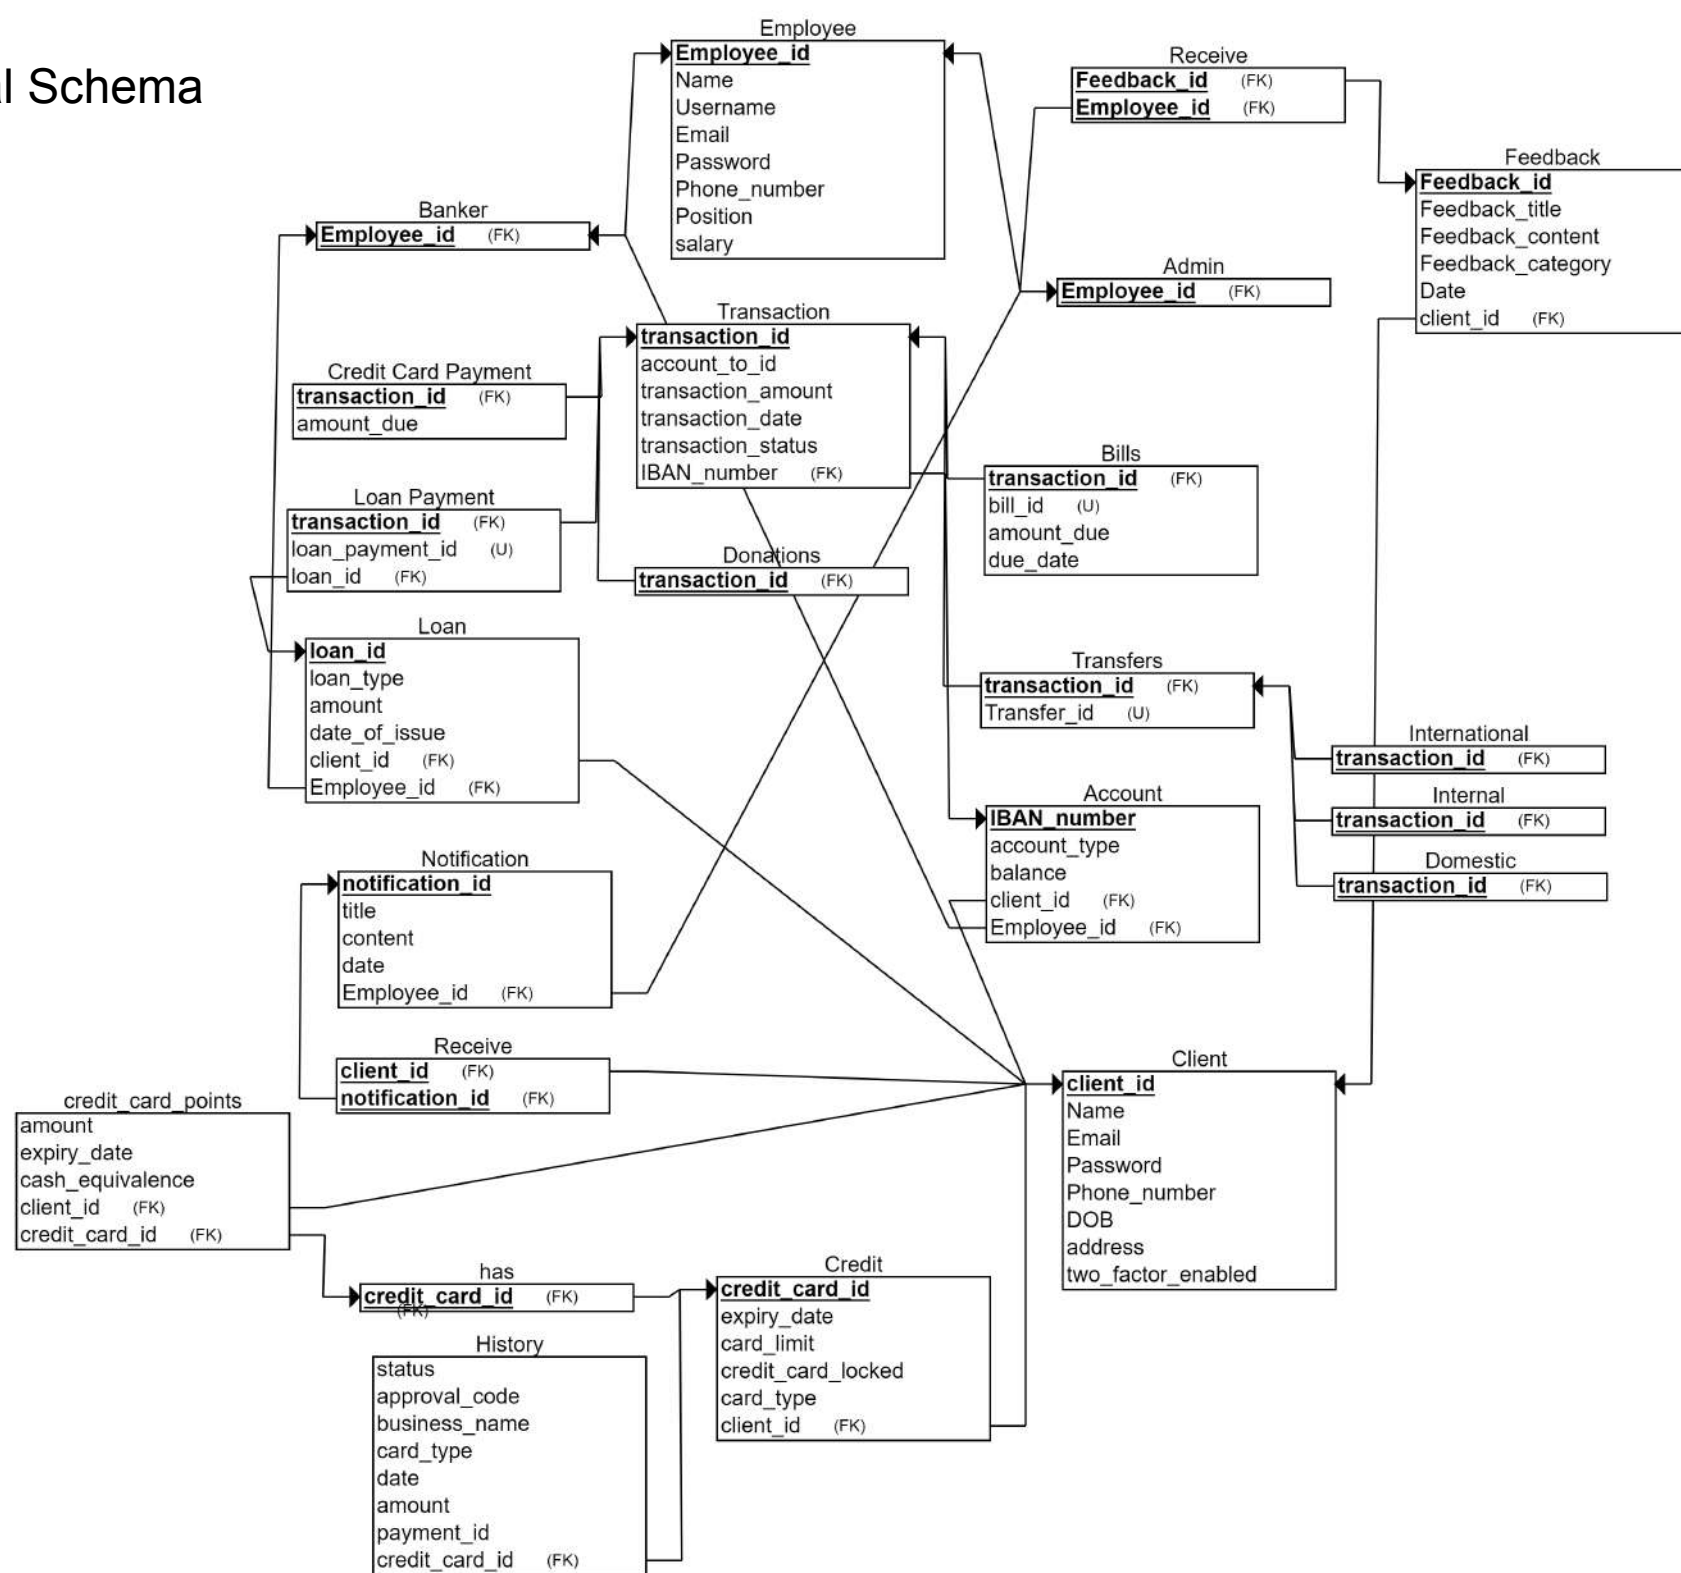 al Schema
Employee
Employee_id
Name
Username
Email
Password
Phone_number
Position
salary
Receive
Feedback_id (FK)
Employee_id (FK)
Feedback
Feedback_id
Feedback_title
Feedback_content
Feedback_category
Date
client_id (FK)
Banker
Employee_id (FK)
Admin
Employee_id (FK)
Transaction
transaction_id
account_to_id
transaction_amount
transaction_date
transaction_status
IBAN_number (FK)
Credit Card Payment
transaction_id (FK)
amount_due
Bills
transaction_id (FK)
bill_id (U)
amount_due
due_date
Loan Payment
transaction_id (FK)
loan_payment_id (U)
loan_id (FK)
Donations
transaction_id (FK)
Loan
loan_id
loan_type
amount
date_of_issue
client_id (FK)
Employee_id (FK)
Transfers
transaction_id (FK)
Transfer_id (U)
International
transaction_id (FK)
Internal
transaction_id (FK)
Domestic
transaction_id (FK)
Account
IBAN_number
account_type
balance
client_id (FK)
Employee_id (FK)
Notification
notification_id
title
content
date
Employee_id (FK)
Receive
client_id (FK)
notification_id (FK)
Client
client_id
Name
Email
Password
Phone_number
DOB
address
two_factor_enabled
credit_card_points
amount
expiry_date
cash_equivalence
client_id (FK)
credit_card_id (FK)
has
credit_card_id (FK)
(FK)
Credit
credit_card_id
expiry_date
card_limit
credit_card_locked
card_type
client_id (FK)
History
status
approval_code
business_name
card_type
date
amount
payment_id
credit_card_id (FK)